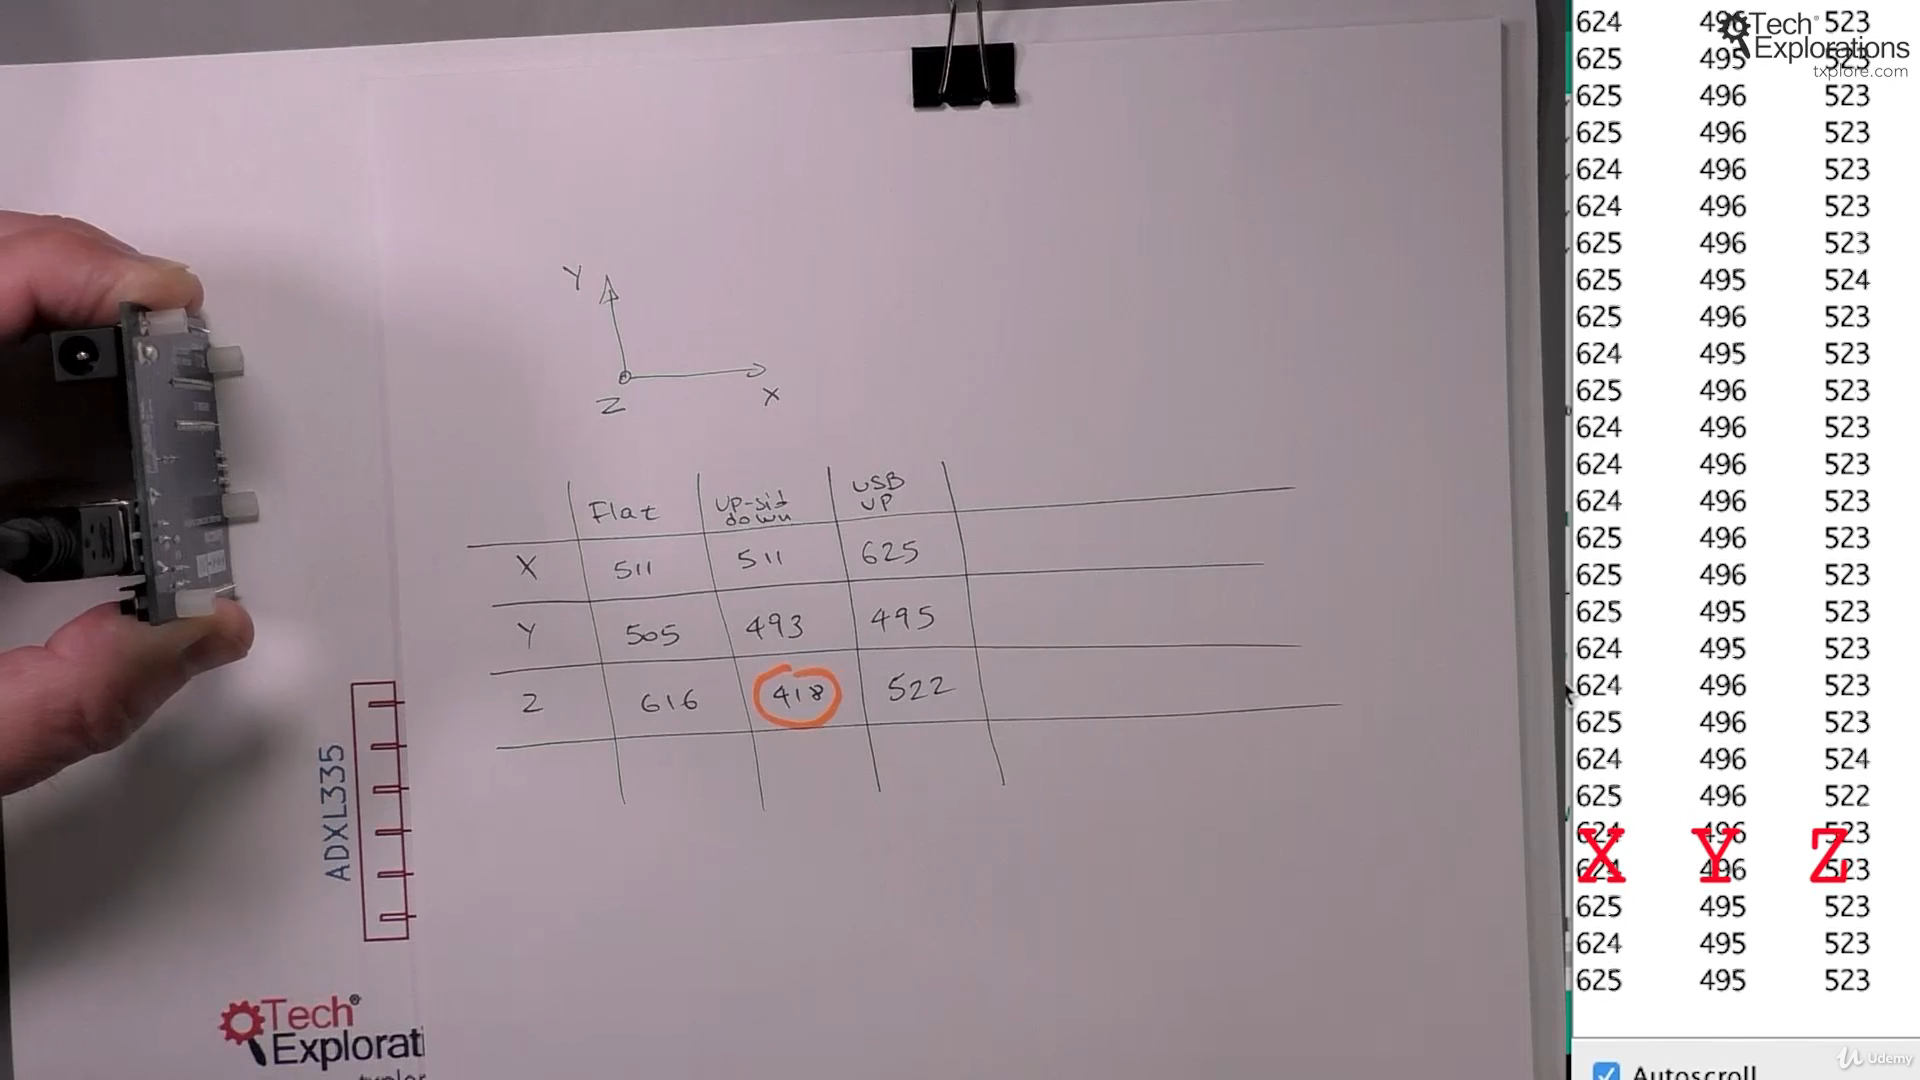 Y
Z
X
Flat UP-sid down USB UP
X 511 511 625
Y 505 493 495
Z 616 418 522
ADXL335
Tech®
Explorati
Tech
Explorations
txplore.com
624 496 523
625 495 523
625 496 523
625 496 523
624 496 523
624 496 523
625 496 523
625 495 524
625 496 523
624 495 523
625 496 523
624 496 523
624 496 523
624 496 523
625 496 523
625 496 523
625 495 523
624 495 523
624 496 523
625 496 523
624 496 524
625 496 522
624 496 523
X Y Z
624 496 523
625 495 523
624 495 523
625 495 523
Autoscroll
Udemy